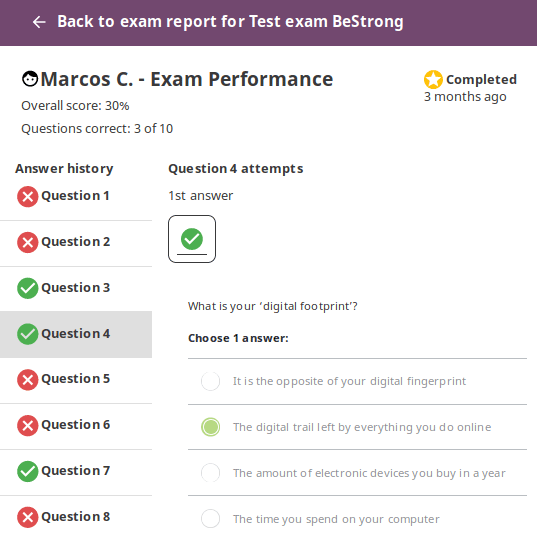 Back to exam report for Test exam BeStrong
Marcos C. - Exam Performance
Completed
3 months ago
Overall score: 30%
Questions correct: 3 of 10
Answer history
Question 1
Question 2
Question 3
Question 4
Question 5
Question 6
Question 7
Question 8
Question 4 attempts
1st answer
What is your ‘digital footprint’?
Choose 1 answer:
It is the opposite of your digital fingerprint
The digital trail left by everything you do online
The amount of electronic devices you buy in a year
The time you spend on your computer